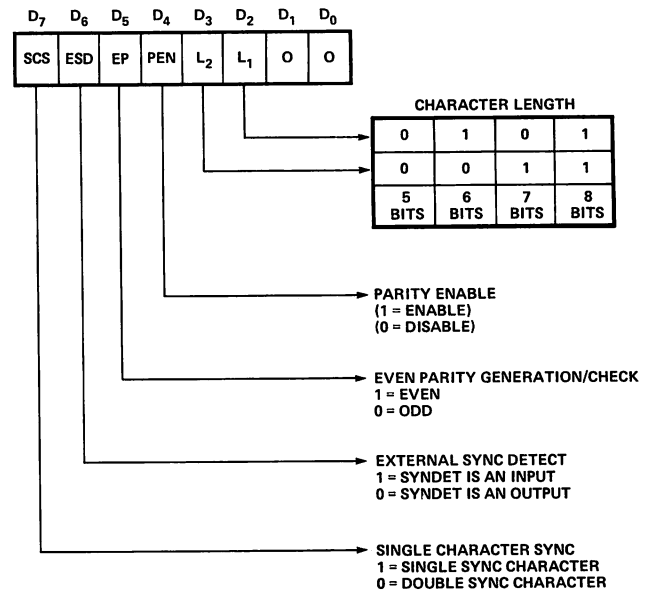 D7 D6 D5 D4 D3 D2 D1 D0
SCS ESD EP PEN L2 L1 O O
CHARACTER LENGTH
0 1 0 1
0 0 1 1
5 BITS 6 BITS 7 BITS 8 BITS
PARITY ENABLE
(1 = ENABLE)
(0 = DISABLE)
EVEN PARITY GENERATION/CHECK
1 = EVEN
0 = ODD
EXTERNAL SYNC DETECT
1 = SYNDET IS AN INPUT
0 = SYNDET IS AN OUTPUT
SINGLE CHARACTER SYNC
1 = SINGLE SYNC CHARACTER
0 = DOUBLE SYNC CHARACTER